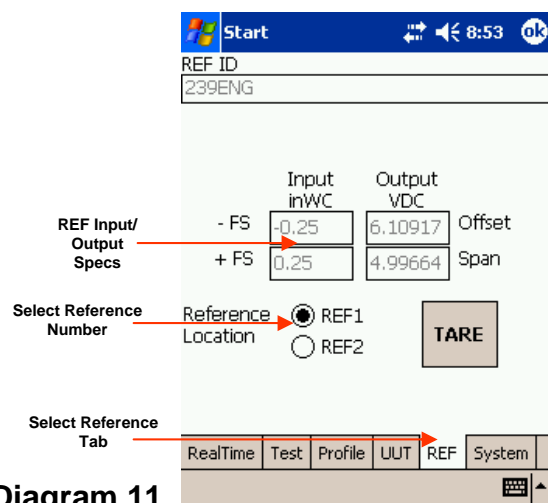 Start 8:53 ok
REF ID
239ENG
Input Output
inWC VDC
- FS -0.25 6.10917 Offset
+ FS 0.25 4.99664 Span
REF Input/
Output
Specs
Reference REF1
Location REF2
TARE
Select Reference
Number
Select Reference
Tab
RealTime Test Profile UUT REF System
Diagram 11